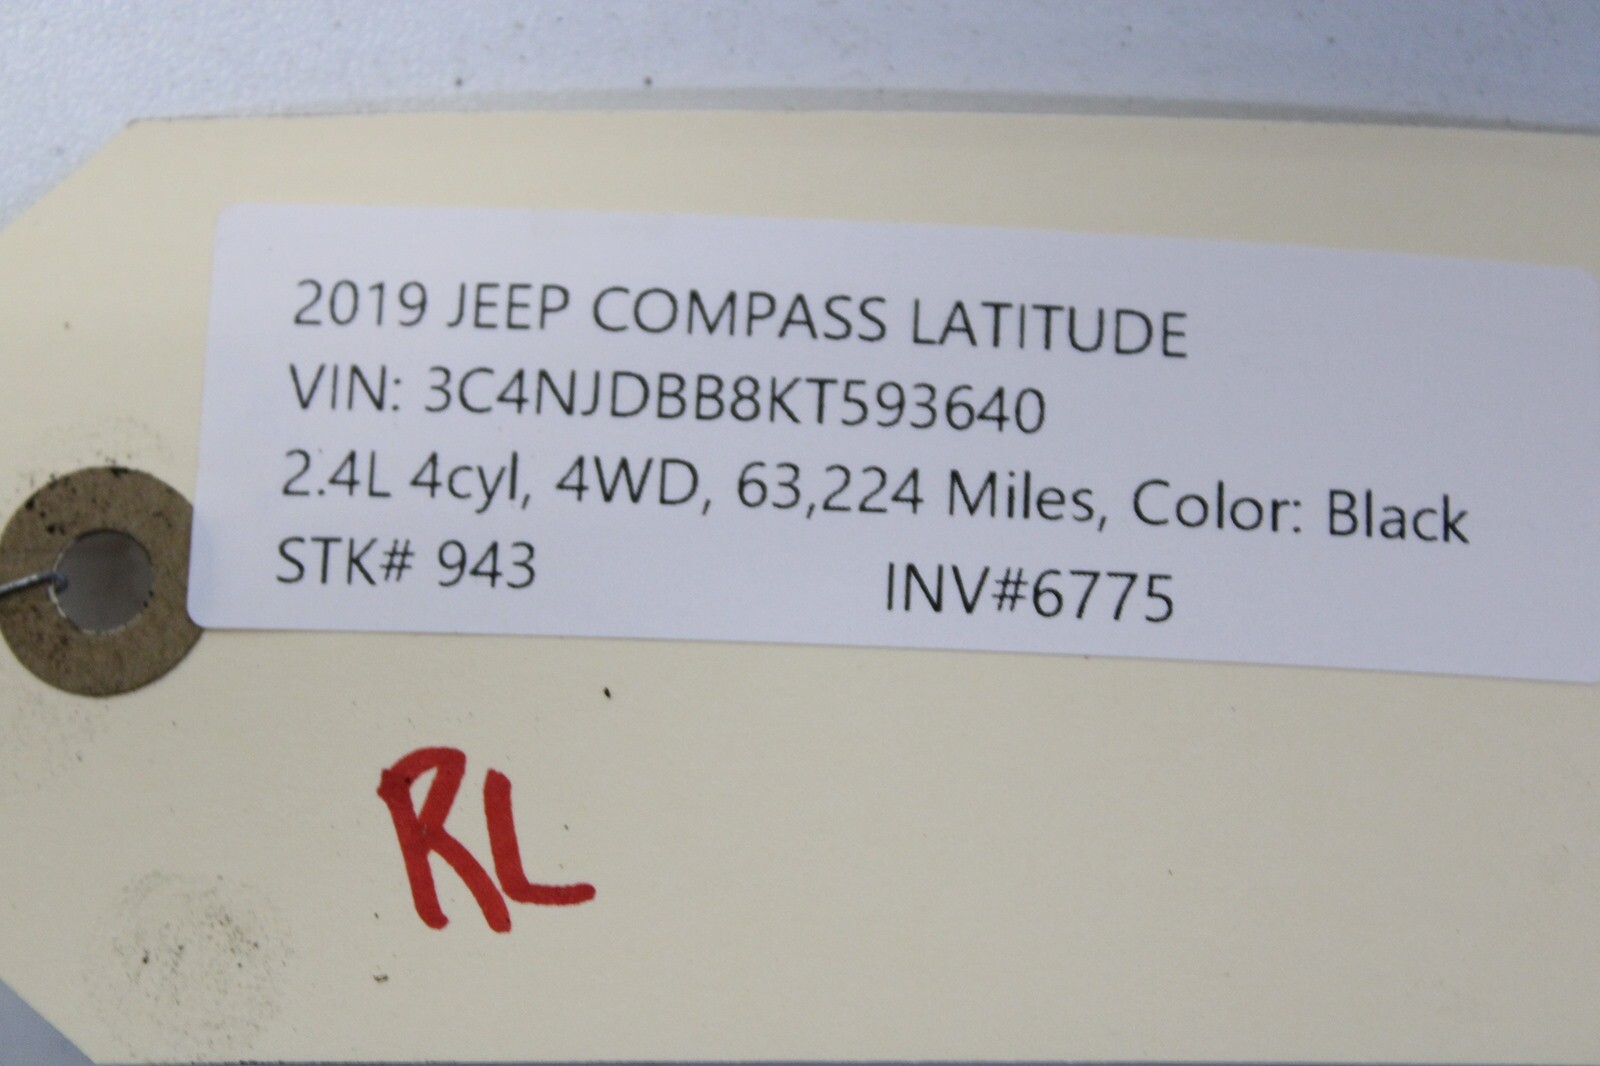 2019 JEEP COMPASS LATITUDE
VIN: 3C4NJDBB8KT593640
2.4L 4cyl, 4WD, 63,224 Miles, Color: Black
STK# 943 INV#6775
RL